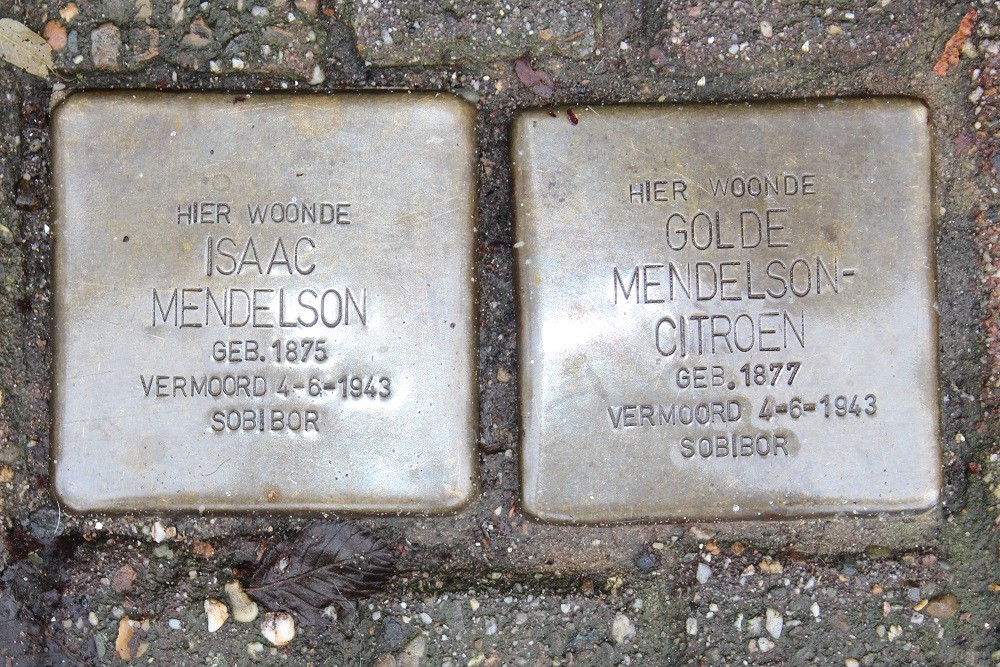 HIER WOONDE
ISAAC
MENDELSON
GEB. 1875
VERMOORD 4-6-1943
SOBIBOR
HIER WOONDE
GOLDE
MENDELSON-
CITROEN
GEB. 1877
VERMOORD 4-6-1943
SOBIBOR